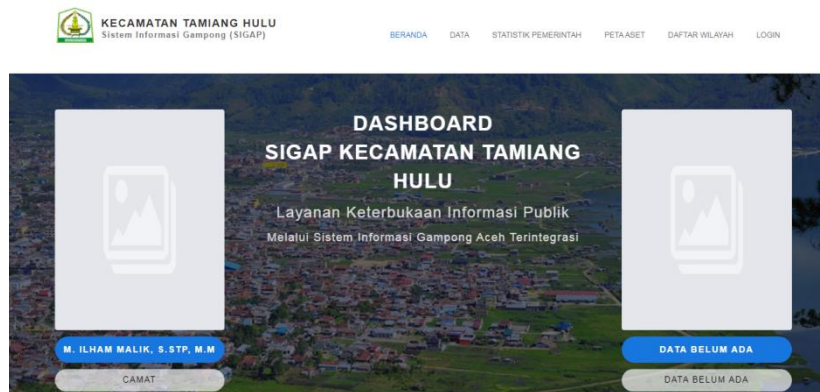 KECAMATAN TAMIANG HULU
Sistem Informasi Gampong (SIGAP)
BERANDA DATA STATISTIK PEMERINTAH PETA ASET DAFTAR WILAYAH LOGIN
DASHBOARD
SIGAP KECAMATAN TAMIANG
HULU
Layanan Keterbukaan Informasi Publik
Melalui Sistem Informasi Gampong Aceh Terintegrasi
M. ILHAM MALIK, S.STP, M.M
CAMAT
DATA BELUM ADA
DATA BELUM ADA